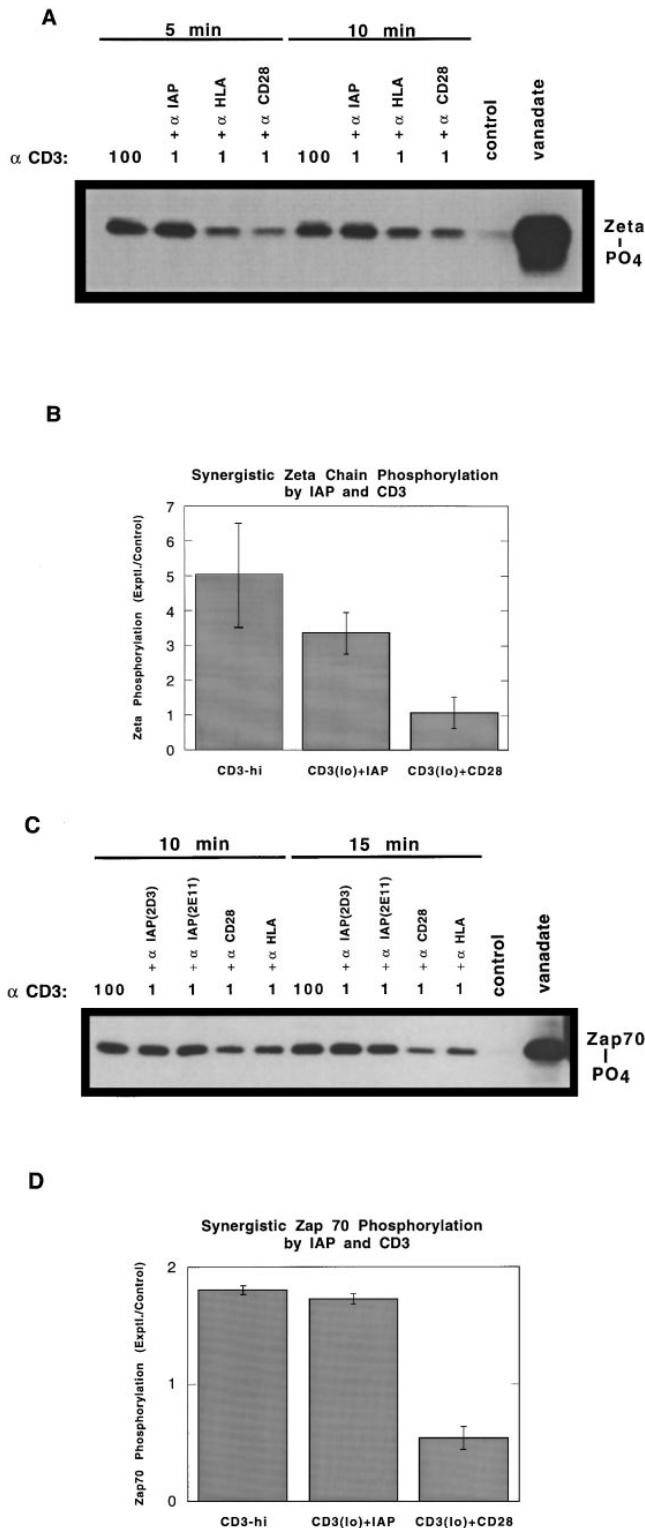 A
5 min
10 min
+ α IAP
+ α HLA
+ α CD28
+ α IAP
+ α HLA
+ α CD28
control
vanadate
α CD3: 100 1 1 1 100 1 1 1
Zeta
PO4
B
Synergistic Zeta Chain Phosphorylation
by IAP and CD3
Zeta Phosphorylation (Exptl./Control)
7
6
5
4
3
2
1
0
CD3-hi CD3(lo)+IAP CD3(lo)+CD28
C
10 min
15 min
+ α IAP(2D3)
+ α IAP(2E11)
+ α CD28
+ α HLA
+ α IAP(2D3)
+ α IAP(2E11)
+ α CD28
+ α HLA
control
vanadate
α CD3: 100 1 1 1 1 100 1 1 1 1
Zap70
PO4
D
Synergistic Zap 70 Phosphorylation
by IAP and CD3
Zap70 Phosphorylation (Exptl./Control)
2
1
0
CD3-hi CD3(lo)+IAP CD3(lo)+CD28